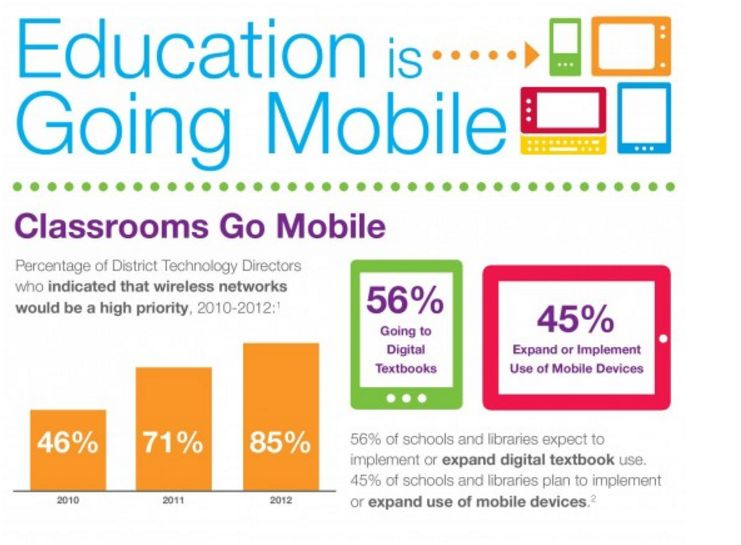 Education is
Going Mobile
Classrooms Go Mobile
Percentage of District Technology Directors
who indicated that wireless networks
would be a high priority, 2010-2012:¹
46%
71%
85%
2010
2011
2012
56%
Going to
Digital
Textbooks
45%
Expand or Implement
Use of Mobile Devices
56% of schools and libraries expect to
implement or expand digital textbook use.
45% of schools and libraries plan to implement
or expand use of mobile devices.²